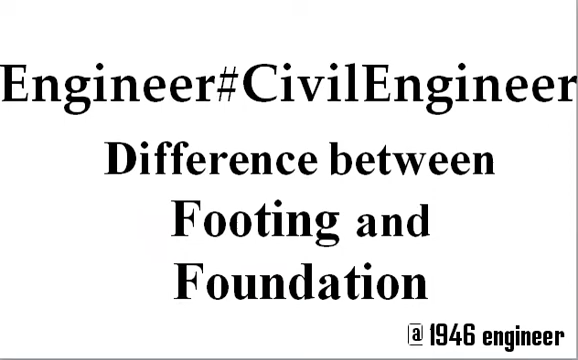 Engineer#CivilEngineer
Difference between
Footing and
Foundation
@ 1946 engineer